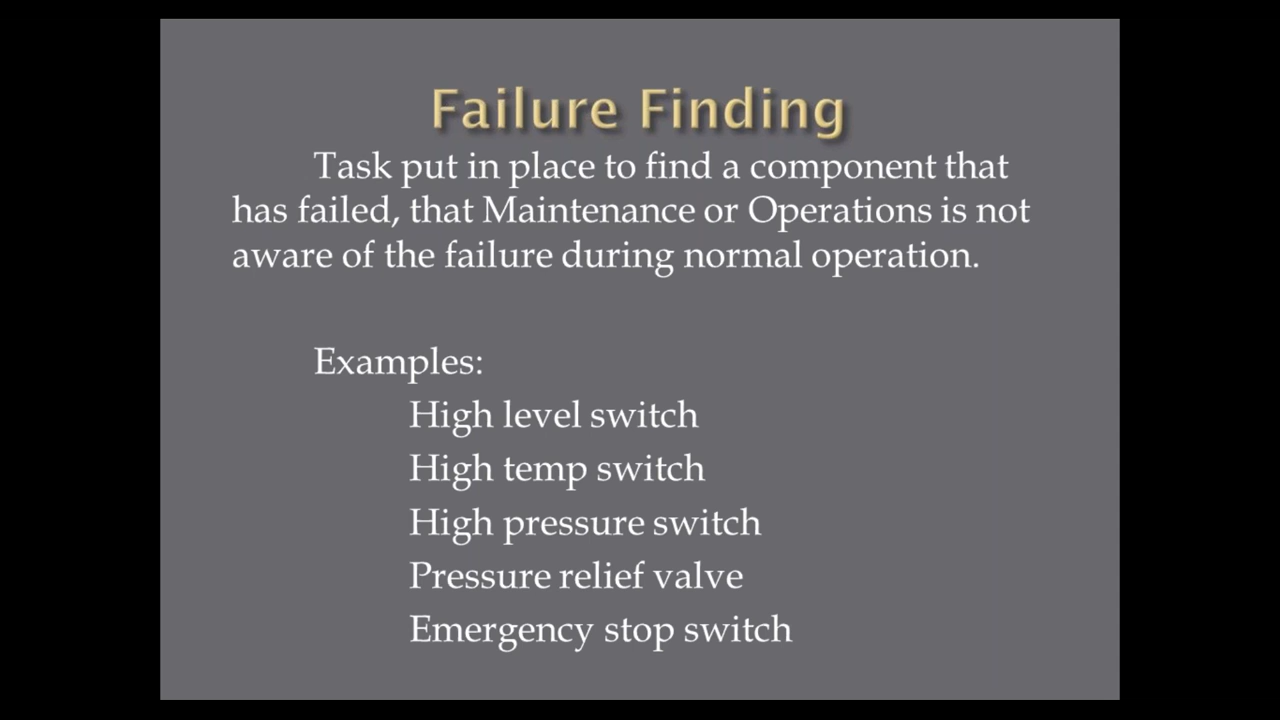 Failure Finding
Task put in place to find a component that
has failed, that Maintenance or Operations is not
aware of the failure during normal operation.
Examples:
High level switch
High temp switch
High pressure switch
Pressure relief valve
Emergency stop switch